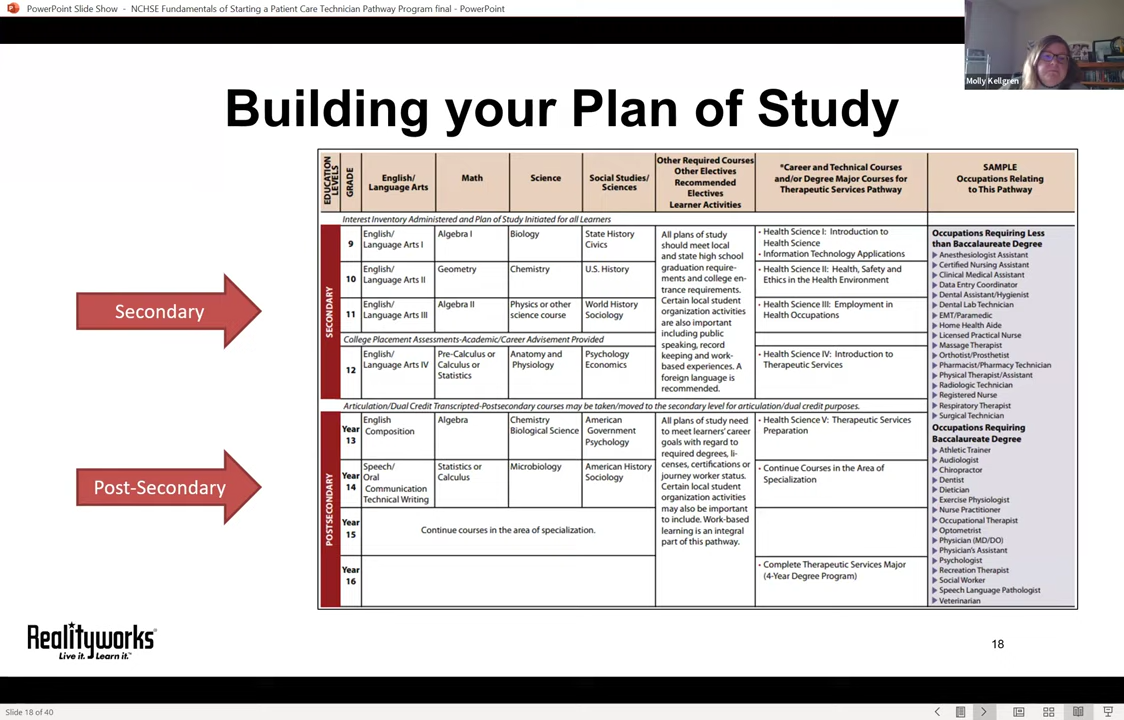 PowerPoint Slide Show - NCHSE Fundamentals of Starting a Patient Care Technician Pathway Program final - PowerPoint
Molly Kellgren
Building your Plan of Study
Secondary
Post-Secondary
EDUCATION
LEVELS
GRADE
English/
Language Arts
Math
Science
Social Studies/
Sciences
Other Required Courses
Other Electives
Recommended
Electives
Learner Activities
*Career and Technical Courses
and/or Degree Major Courses for
Therapeutic Services Pathway
SAMPLE
Occupations Relating
to This Pathway
Interest Inventory Administered and Plan of Study Initiated for all Learners
SECONDARY
9
English/
Language Arts I
Algebra I
Biology
State History
Civics
• Health Science I: Introduction to
Health Science
• Information Technology Applications
10
English/
Language Arts II
Geometry
Chemistry
U.S. History
• Health Science II: Health, Safety and
Ethics in the Health Environment
11
English/
Language Arts III
Algebra II
Physics or other
science course
World History
Sociology
• Health Science III: Employment in
Health Occupations
College Placement Assessments-Academic/Career Advisement Provided
12
English/
Language Arts IV
Pre-Calculus or
Calculus or
Statistics
Anatomy and
Physiology
Psychology
Economics
• Health Science IV: Introduction to
Therapeutic Services
All plans of study
should meet local
and state high school
graduation require-
ments and college en-
trance requirements.
Certain local student
organization activities
are also important
including public
speaking, record
keeping and work-
based experiences. A
foreign language is
recommended.
Articulation/Dual Credit Transcripted-Postsecondary courses may be taken/moved to the secondary level for articulation/dual credit purposes.
POSTSECONDARY
Year
13
English
Composition
Algebra
Chemistry
Biological Science
American
Government
Psychology
• Health Science V: Therapeutic Services
Preparation
Year
14
Speech/
Oral
Communication
Technical Writing
Statistics or
Calculus
Microbiology
American History
Sociology
• Continue Courses in the Area of
Specialization
Year
15
Continue courses in the area of specialization.
Year
16
• Complete Therapeutic Services Major
(4-Year Degree Program)
All plans of study need
to meet learners' career
goals with regard to
required degrees, li-
censes, certifications or
journey worker status.
Certain local student
organization activities
may also be important
to include. Work-based
learning is an integral
part of this pathway.
Occupations Requiring Less
than Baccalaureate Degree
Anesthesiologist Assistant
Certified Nursing Assistant
Clinical Medical Assistant
Data Entry Coordinator
Dental Assistant/Hygienist
Dental Lab Technician
EMT/Paramedic
Home Health Aide
Licensed Practical Nurse
Massage Therapist
Orthotist/Prosthetist
Pharmacist/Pharmacy Technician
Physical Therapist/Assistant
Radiologic Technician
Registered Nurse
Respiratory Therapist
Surgical Technician
Occupations Requiring
Baccalaureate Degree
Athletic Trainer
Audiologist
Chiropractor
Dentist
Dietician
Exercise Physiologist
Nurse Practitioner
Occupational Therapist
Optometrist
Physician (MD/DO)
Physician's Assistant
Psychologist
Recreation Therapist
Social Worker
Speech Language Pathologist
Veterinarian
Realityworks®
Live it. Learn it.™
18
Slide 18 of 40